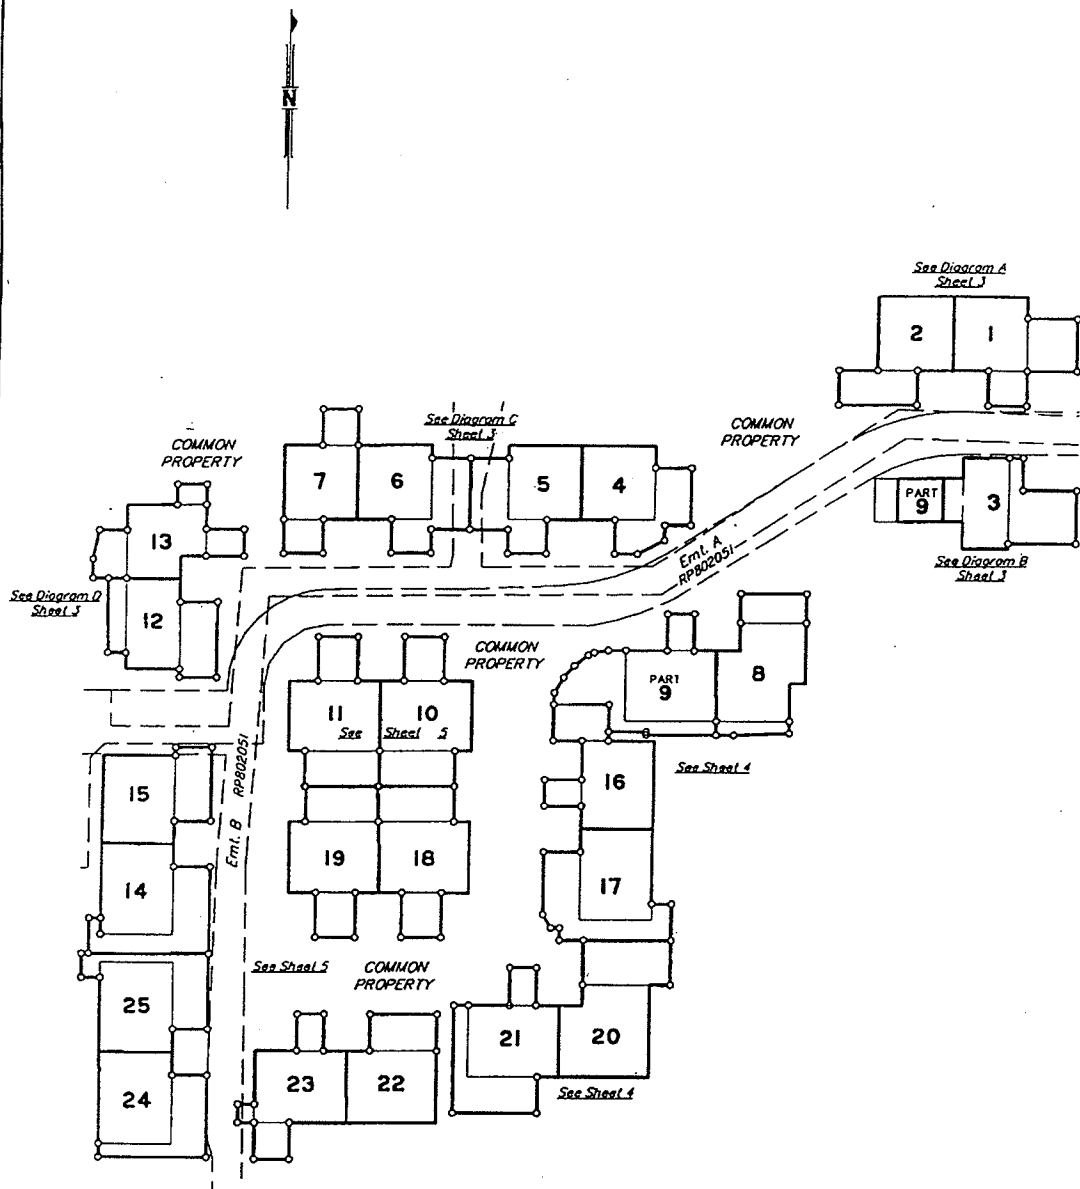 N
See Diagram A
Sheet 3
2
1
See Diagram C
Sheet 3
COMMON
PROPERTY
COMMON
PROPERTY
7
6
5
4
PART
9
3
13
Emt. A
RP802051
See Diagram B
Sheet 3
See Diagram D
Sheet 3
12
COMMON
PROPERTY
PART
9
8
11
10
See Sheet 5
Emt. B RP802051
See Sheet 4
15
16
19
18
14
17
See Sheet 5
COMMON
PROPERTY
25
21
20
23
22
24
See Sheet 4